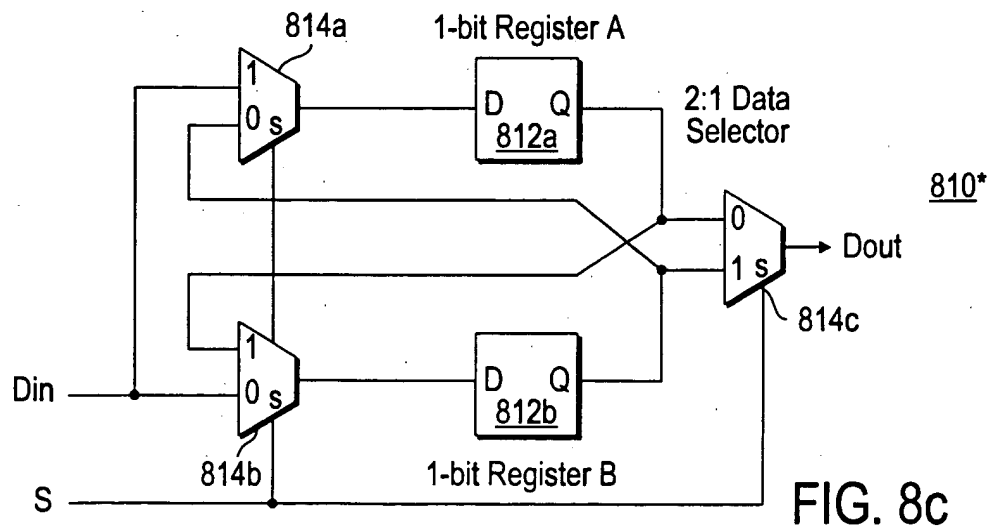 814a
1-bit Register A
1
0 s
D Q
812a
2:1 Data
Selector
810*
0
1 s
Dout
814c
1
0 s
D Q
812b
Din
814b
1-bit Register B
S
FIG. 8c